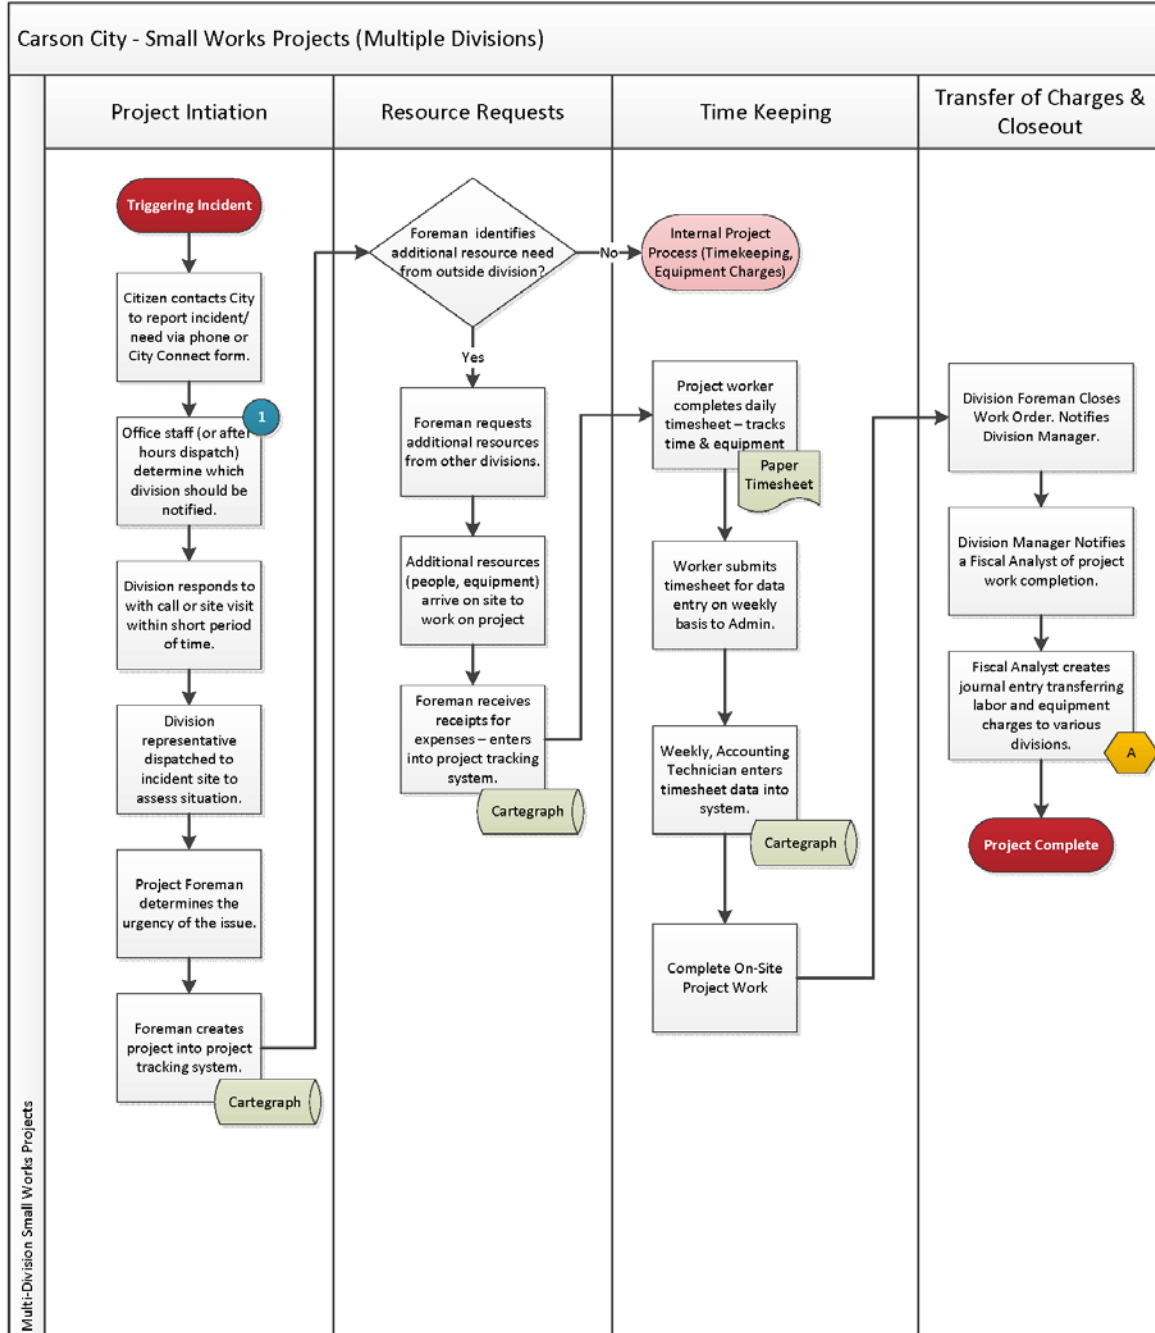 Carson City - Small Works Projects (Multiple Divisions)
Project Intiation
Resource Requests
Time Keeping
Transfer of Charges &
Closeout
Multi-Division Small Works Projects
Triggering Incident
Citizen contacts City
to report incident/
need via phone or
City Connect form.
1
Office staff (or after
hours dispatch)
determine which
division should be
notified.
Division responds to
with call or site visit
within short period
of time.
Division
representative
dispatched to
incident site to
assess situation.
Project Foreman
determines the
urgency of the issue.
Foreman creates
project into project
tracking system.
Cartegraph
Foreman identifies
additional resource need
from outside division?
No
Yes
Foreman requests
additional resources
from other divisions.
Additional resources
(people, equipment)
arrive on site to
work on project
Foreman receives
receipts for
expenses – enters
into project tracking
system.
Cartegraph
Internal Project
Process (Timekeeping,
Equipment Charges)
Project worker
completes daily
timesheet – tracks
time & equipment
Paper
Timesheet
Worker submits
timesheet for data
entry on weekly
basis to Admin.
Weekly, Accounting
Technician enters
timesheet data into
system.
Cartegraph
Complete On-Site
Project Work
Division Foreman Closes
Work Order. Notifies
Division Manager.
Division Manager Notifies
a Fiscal Analyst of project
work completion.
Fiscal Analyst creates
journal entry transferring
labor and equipment
charges to various
divisions.
A
Project Complete